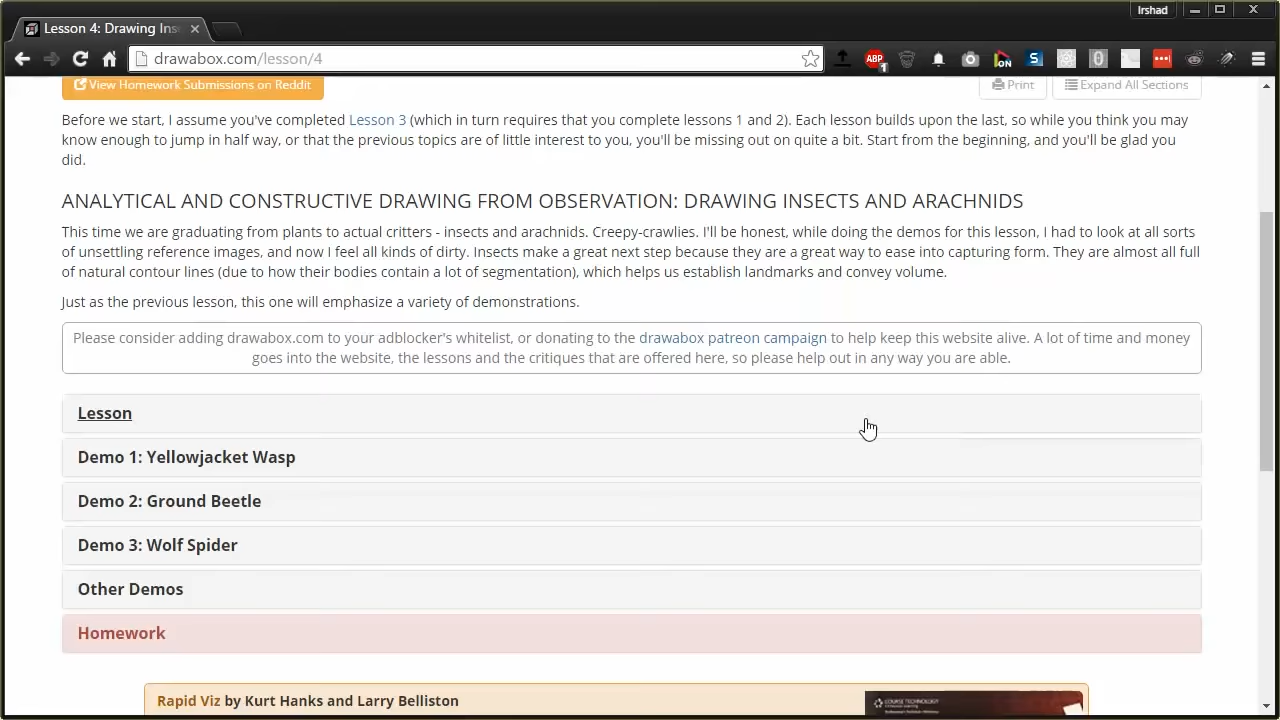 Irshad
Lesson 4: Drawing Ins
drawabox.com/lesson/4
ABP
1
ON
S
View Homework Submissions on Reddit
Print
Expand All Sections
Before we start, I assume you've completed Lesson 3 (which in turn requires that you complete lessons 1 and 2). Each lesson builds upon the last, so while you think you may
know enough to jump in half way, or that the previous topics are of little interest to you, you'll be missing out on quite a bit. Start from the beginning, and you'll be glad you
did.
ANALYTICAL AND CONSTRUCTIVE DRAWING FROM OBSERVATION: DRAWING INSECTS AND ARACHNIDS
This time we are graduating from plants to actual critters - insects and arachnids. Creepy-crawlies. I'll be honest, while doing the demos for this lesson, I had to look at all sorts
of unsettling reference images, and now I feel all kinds of dirty. Insects make a great next step because they are a great way to ease into capturing form. They are almost all full
of natural contour lines (due to how their bodies contain a lot of segmentation), which helps us establish landmarks and convey volume.
Just as the previous lesson, this one will emphasize a variety of demonstrations.
Please consider adding drawabox.com to your adblocker's whitelist, or donating to the drawabox patreon campaign to help keep this website alive. A lot of time and money
goes into the website, the lessons and the critiques that are offered here, so please help out in any way you are able.
Lesson
Demo 1: Yellowjacket Wasp
Demo 2: Ground Beetle
Demo 3: Wolf Spider
Other Demos
Homework
Rapid Viz by Kurt Hanks and Larry Belliston
COURSE TECHNOLOGY